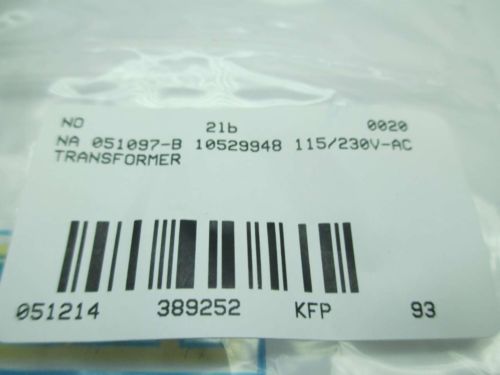 NO 21b 0020
NA 051097-B 10529948 115/230V-AC
TRANSFORMER
051214 389252 KFP 93